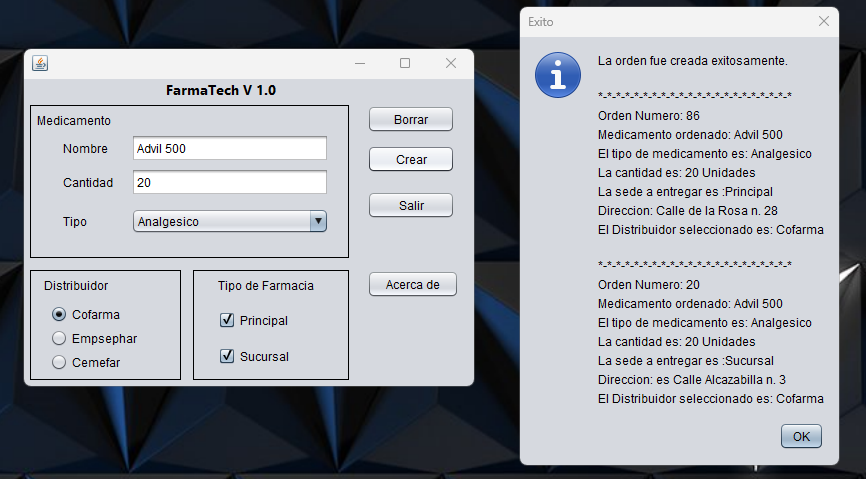 FarmaTech V 1.0
Medicamento
Nombre Advil 500
Cantidad 20
Tipo Analgesico
Borrar
Crear
Salir
Acerca de
Distribuidor
Cofarma
Empsephar
Cemefar
Tipo de Farmacia
Principal
Sucursal
Exito
La orden fue creada exitosamente.
*-*-*-*-*-*-*-*-*-*-*-*-*-*-*-*-*-*-*-*-*-*
Orden Numero: 86
Medicamento ordenado: Advil 500
El tipo de medicamento es: Analgesico
La cantidad es: 20 Unidades
La sede a entregar es :Principal
Direccion: Calle de la Rosa n. 28
El Distribuidor seleccionado es: Cofarma
*-*-*-*-*-*-*-*-*-*-*-*-*-*-*-*-*-*-*-*-*-*
Orden Numero: 20
Medicamento ordenado: Advil 500
El tipo de medicamento es: Analgesico
La cantidad es: 20 Unidades
La sede a entregar es :Sucursal
Direccion: es Calle Alcazabilla n. 3
El Distribuidor seleccionado es: Cofarma
OK